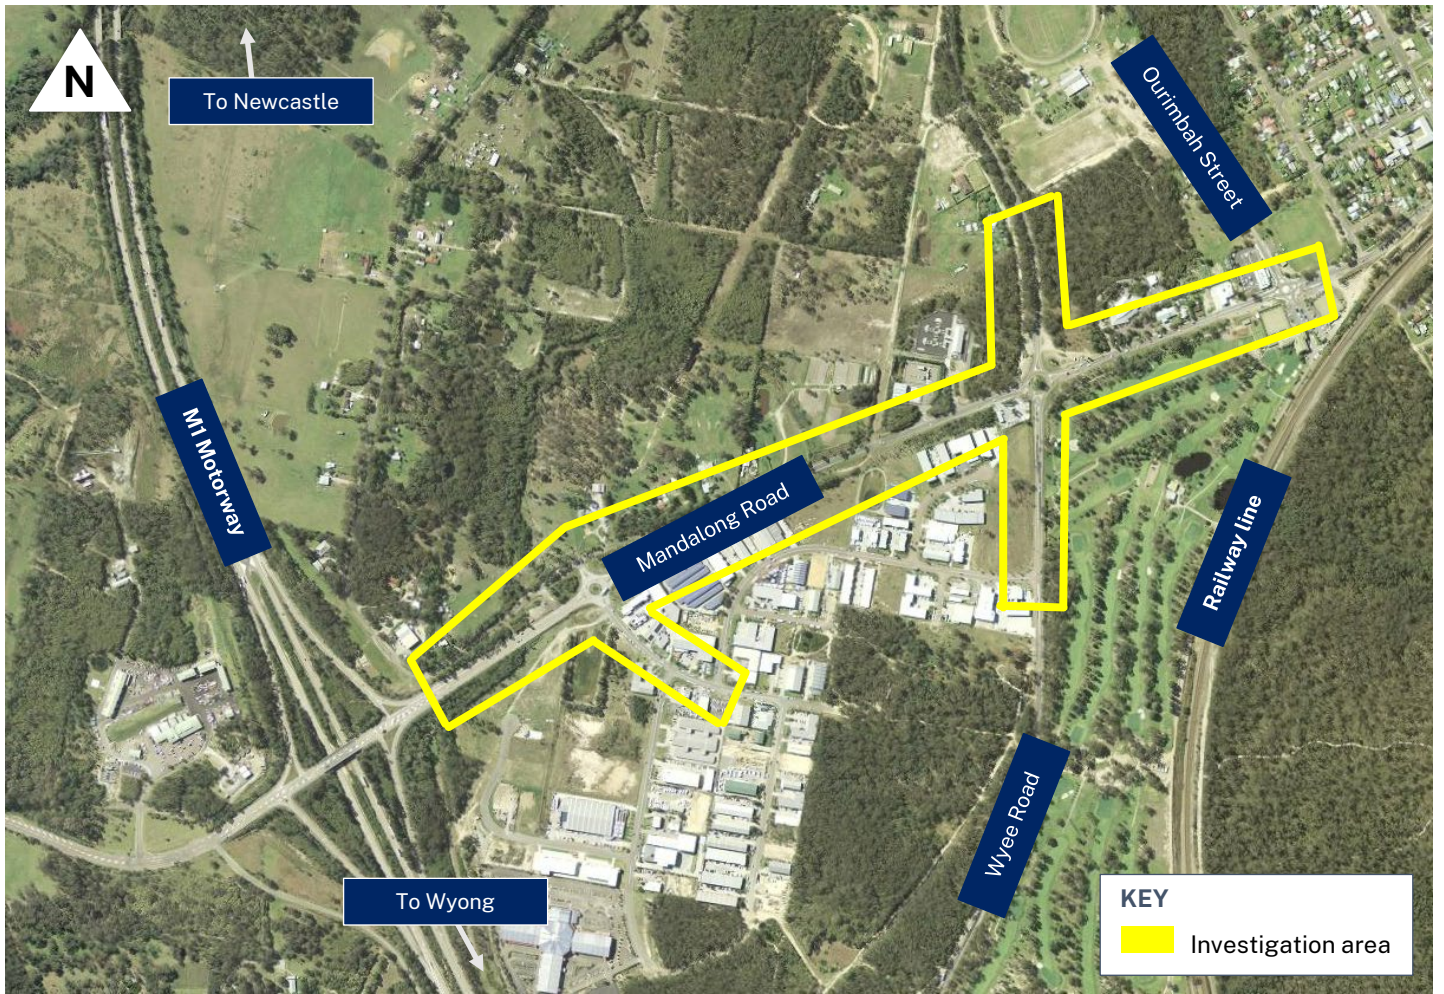 N
To Newcastle
Ourimbah Street
M1 Motorway
Mandalong Road
Railway line
Wyee Road
To Wyong
KEY
Investigation area